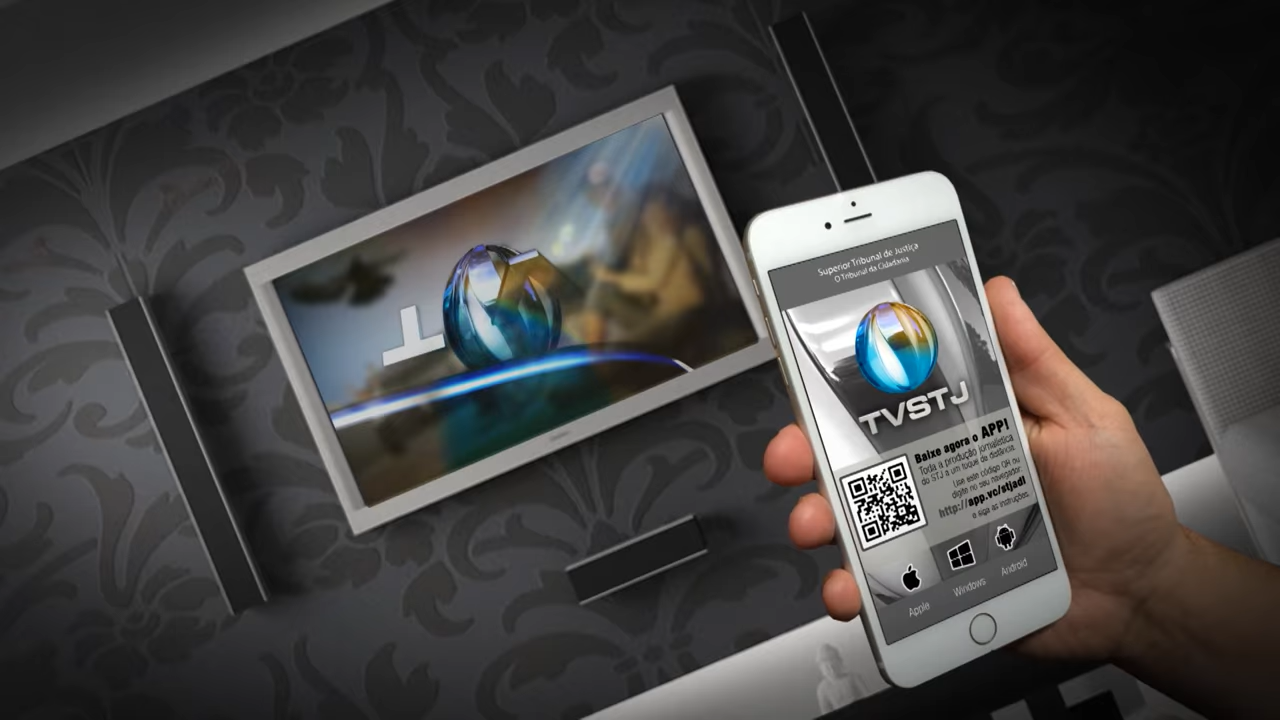 Superior Tribunal de Justiça
O Tribunal da Cidadania
TVSTJ
Baixe agora o APP!
Toda a produção jornalística
do STJ a um toque de distância.
Use este código QR ou
digite no seu navegador:
http://app.vc/stjadl
e siga as instruções.
Apple
Windows
Android